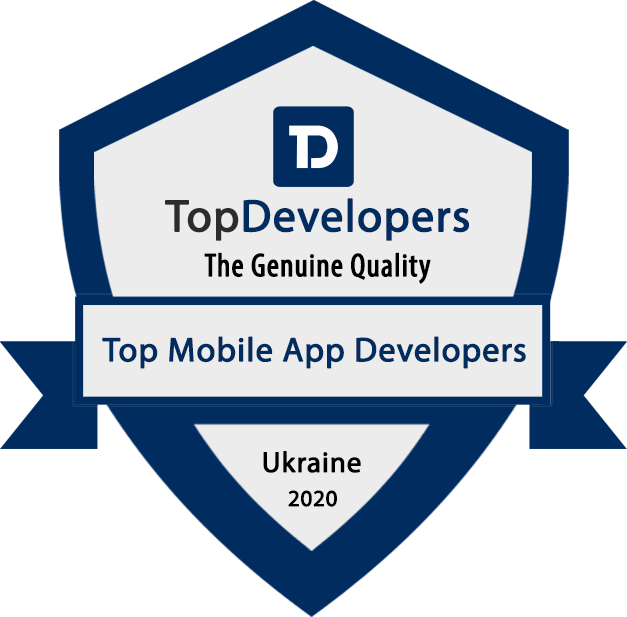 TD
TopDevelopers
The Genuine Quality
Top Mobile App Developers
Ukraine
2020